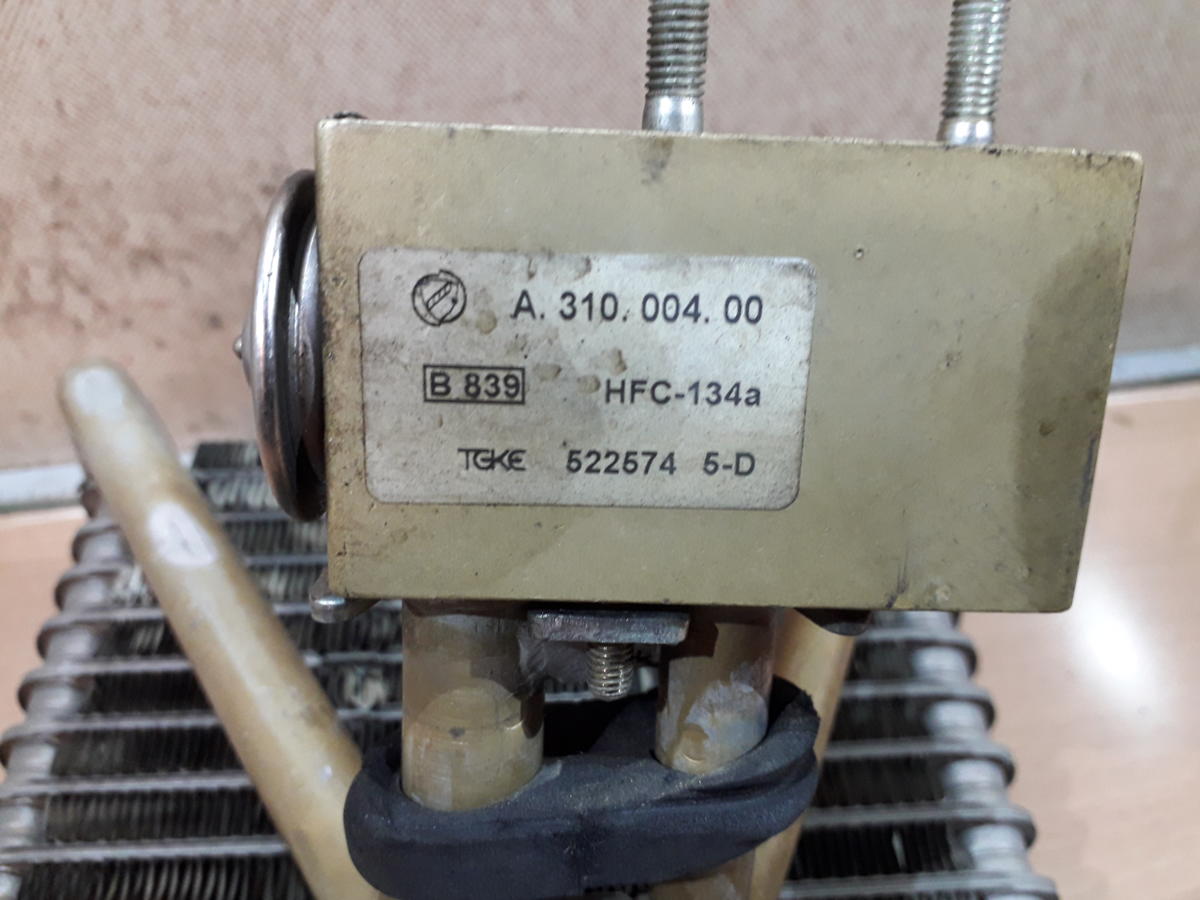 A. 310. 004. 00
B 839 HFC-134a
TGKE 522574 5-D